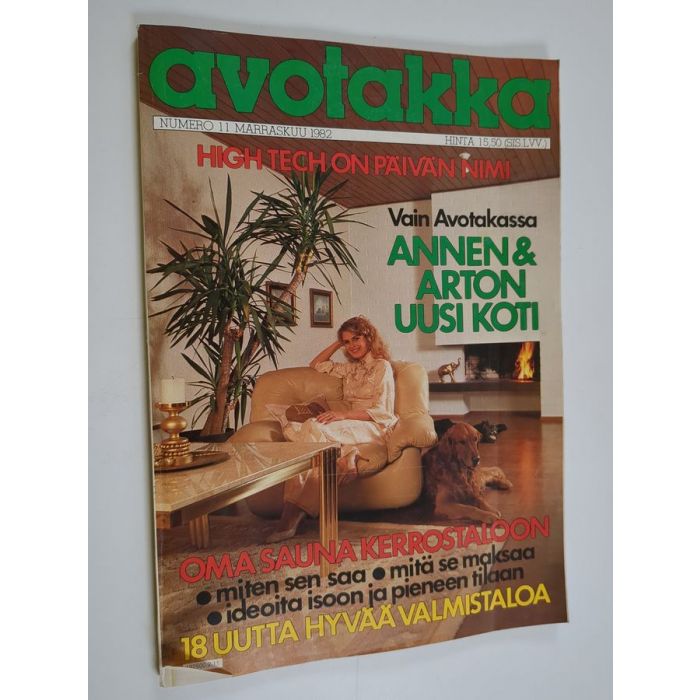 avotakka
NUMERO 11 MARRASKUU 1982 HINTA 15,50 (SIS.LVV.)
HIGH TECH ON PÄIVÄN NIMI
Vain Avotakassa
ANNEN &
ARTON
UUSI KOTI
OMA SAUNA KERROSTALOON
● miten sen saa ● mitä se maksaa
● ideoita isoon ja pieneen tilaan
18 UUTTA HYVÄÄ VALMISTALOA